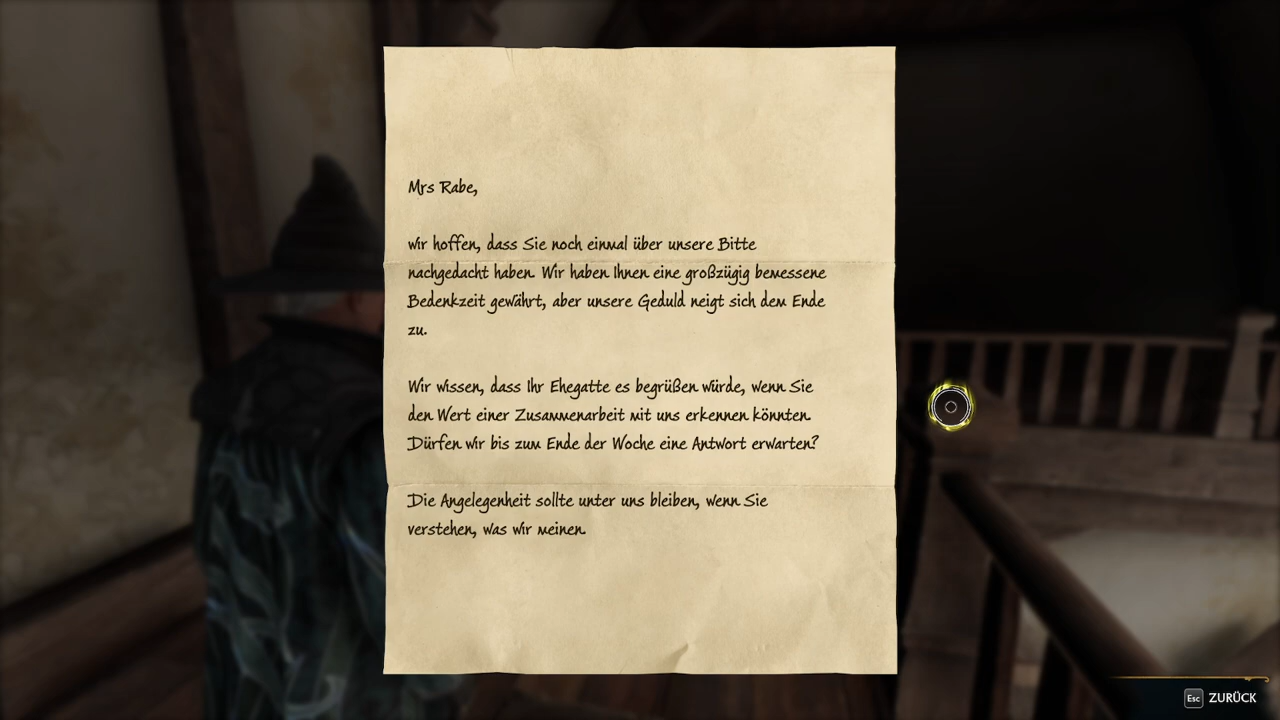 Mrs Rabe,
wir hoffen, dass Sie noch einmal über unsere Bitte
nachgedacht haben. Wir haben Ihnen eine großzügig bemessene
Bedenkzeit gewährt, aber unsere Geduld neigt sich dem Ende
zu.
Wir wissen, dass Ihr Ehegatte es begrüßen würde, wenn Sie
den Wert einer Zusammenarbeit mit uns erkennen könnten.
Dürfen wir bis zum Ende der Woche eine Antwort erwarten?
Die Angelegenheit sollte unter uns bleiben, wenn Sie
verstehen, was wir meinen.
Esc ZURÜCK